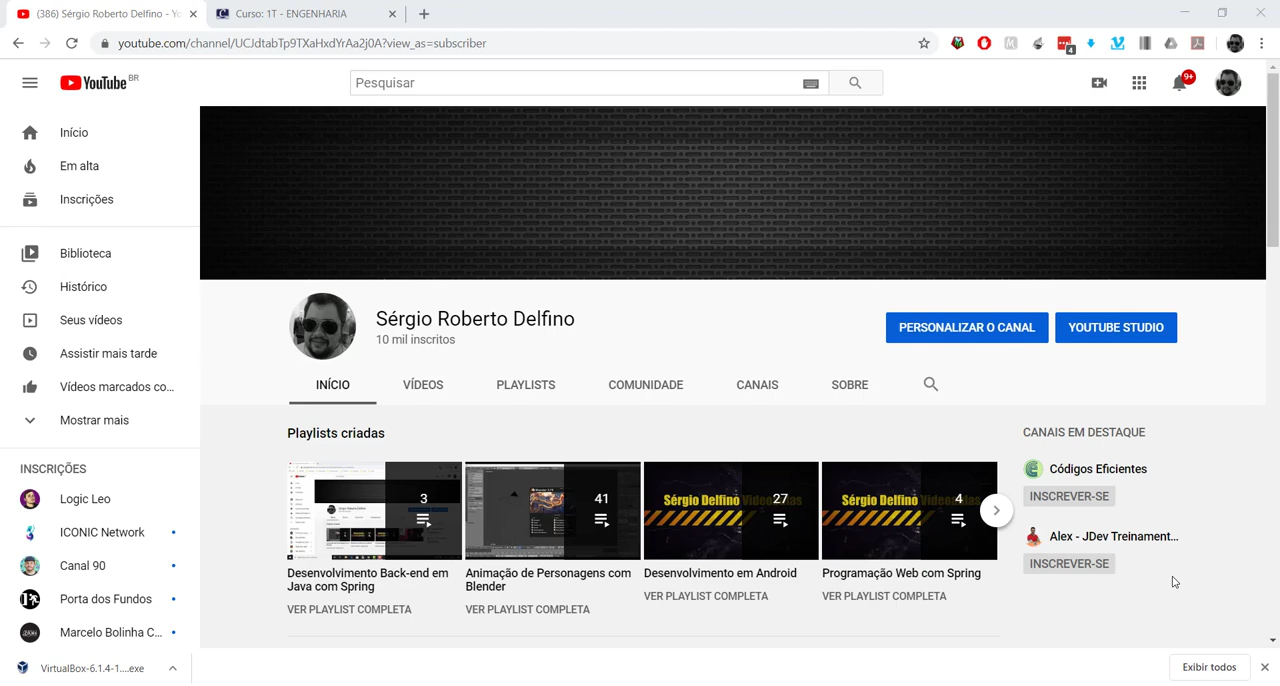 (386) Sérgio Roberto Delfino - Yo
Curso: 1T - ENGENHARIA
youtube.com/channel/UCJdtabTp9TXaHxdYrAa2j0A?view_as=subscriber
4
YouTube BR
Pesquisar
9+
Início
Em alta
Inscrições
Biblioteca
Histórico
Seus vídeos
Assistir mais tarde
Vídeos marcados co...
Mostrar mais
INSCRIÇÕES
Logic Leo
ICONIC Network
Canal 90
Porta dos Fundos
Marcelo Bolinha C...
Sérgio Roberto Delfino
10 mil inscritos
PERSONALIZAR O CANAL
YOUTUBE STUDIO
INÍCIO
VÍDEOS
PLAYLISTS
COMUNIDADE
CANAIS
SOBRE
Playlists criadas
3
41
Sérgio Delfino
27
Sérgio Delfino
4
Desenvolvimento Back-end em
Java com Spring
VER PLAYLIST COMPLETA
Animação de Personagens com
Blender
VER PLAYLIST COMPLETA
Desenvolvimento em Android
VER PLAYLIST COMPLETA
Programação Web com Spring
VER PLAYLIST COMPLETA
CANAIS EM DESTAQUE
Códigos Eficientes
INSCREVER-SE
Alex - JDev Treinament...
INSCREVER-SE
VirtualBox-6.1.4-1....exe
Exibir todos